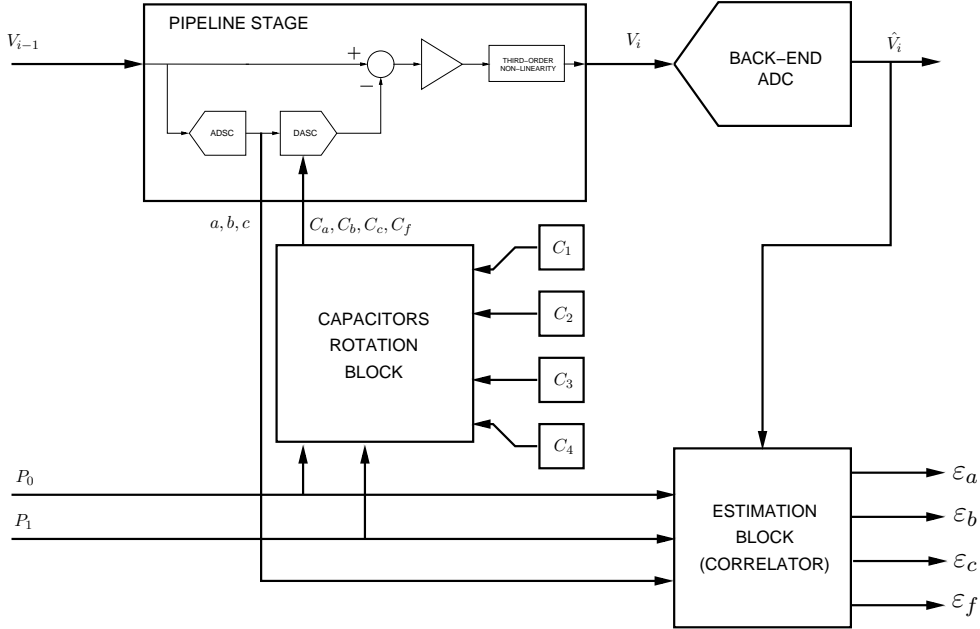 PIPELINE STAGE
V_{i−1}
+
−
THIRD−ORDER
NON−LINEARITY
ADSC
DASC
V_i
BACK−END
ADC
\hat{V}_i
a, b, c
C_a, C_b, C_c, C_f
CAPACITORS
ROTATION
BLOCK
C_1
C_2
C_3
C_4
P_0
P_1
ESTIMATION
BLOCK
(CORRELATOR)
ε_a
ε_b
ε_c
ε_f